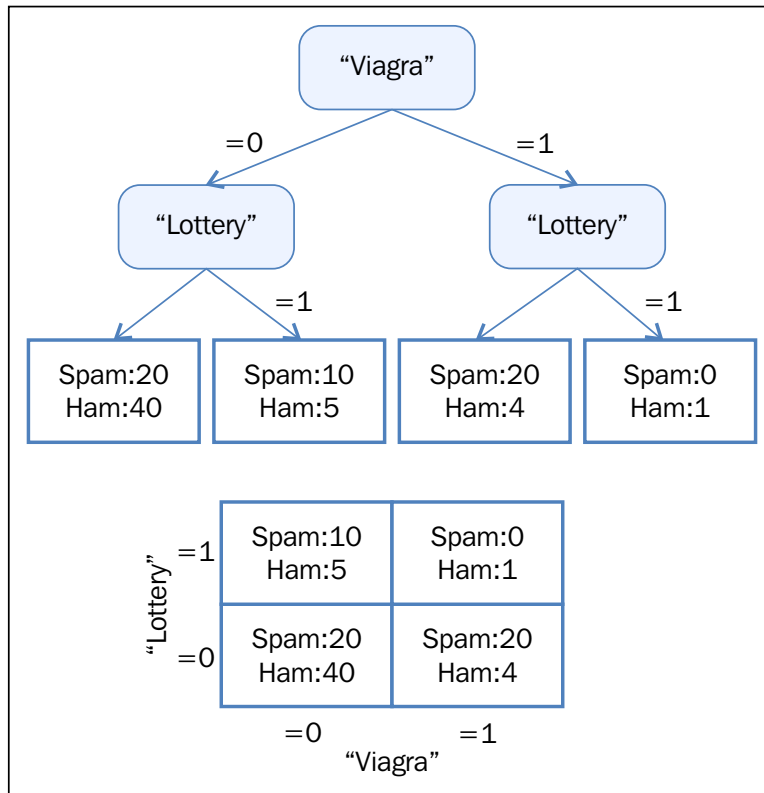 “Viagra”
=0
=1
“Lottery”
“Lottery”
=1
=1
Spam:20
Ham:40
Spam:10
Ham:5
Spam:20
Ham:4
Spam:0
Ham:1
“Lottery”
=1
Spam:10
Ham:5
Spam:0
Ham:1
=0
Spam:20
Ham:40
Spam:20
Ham:4
=0
=1
“Viagra”